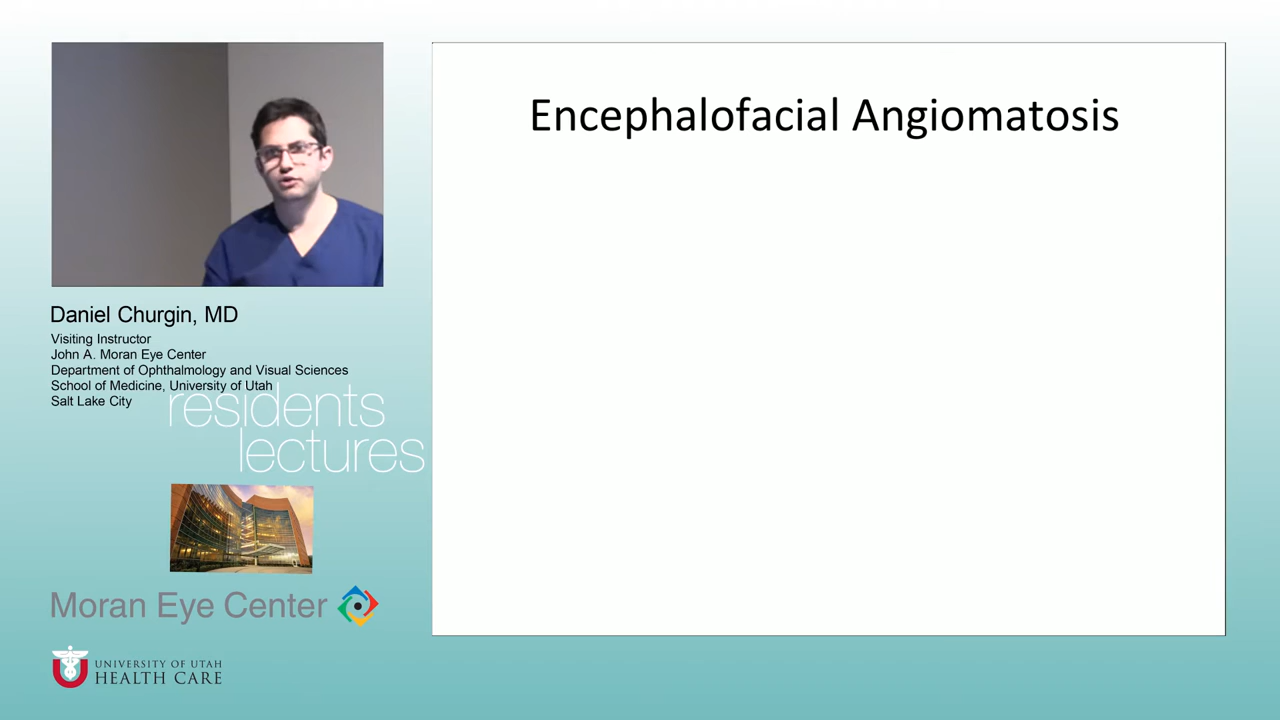 Encephalofacial Angiomatosis
Daniel Churgin, MD
Visiting Instructor
John A. Moran Eye Center
Department of Ophthalmology and Visual Sciences
School of Medicine, University of Utah
Salt Lake City
residents
lectures
Moran Eye Center
UNIVERSITY OF UTAH
HEALTH CARE